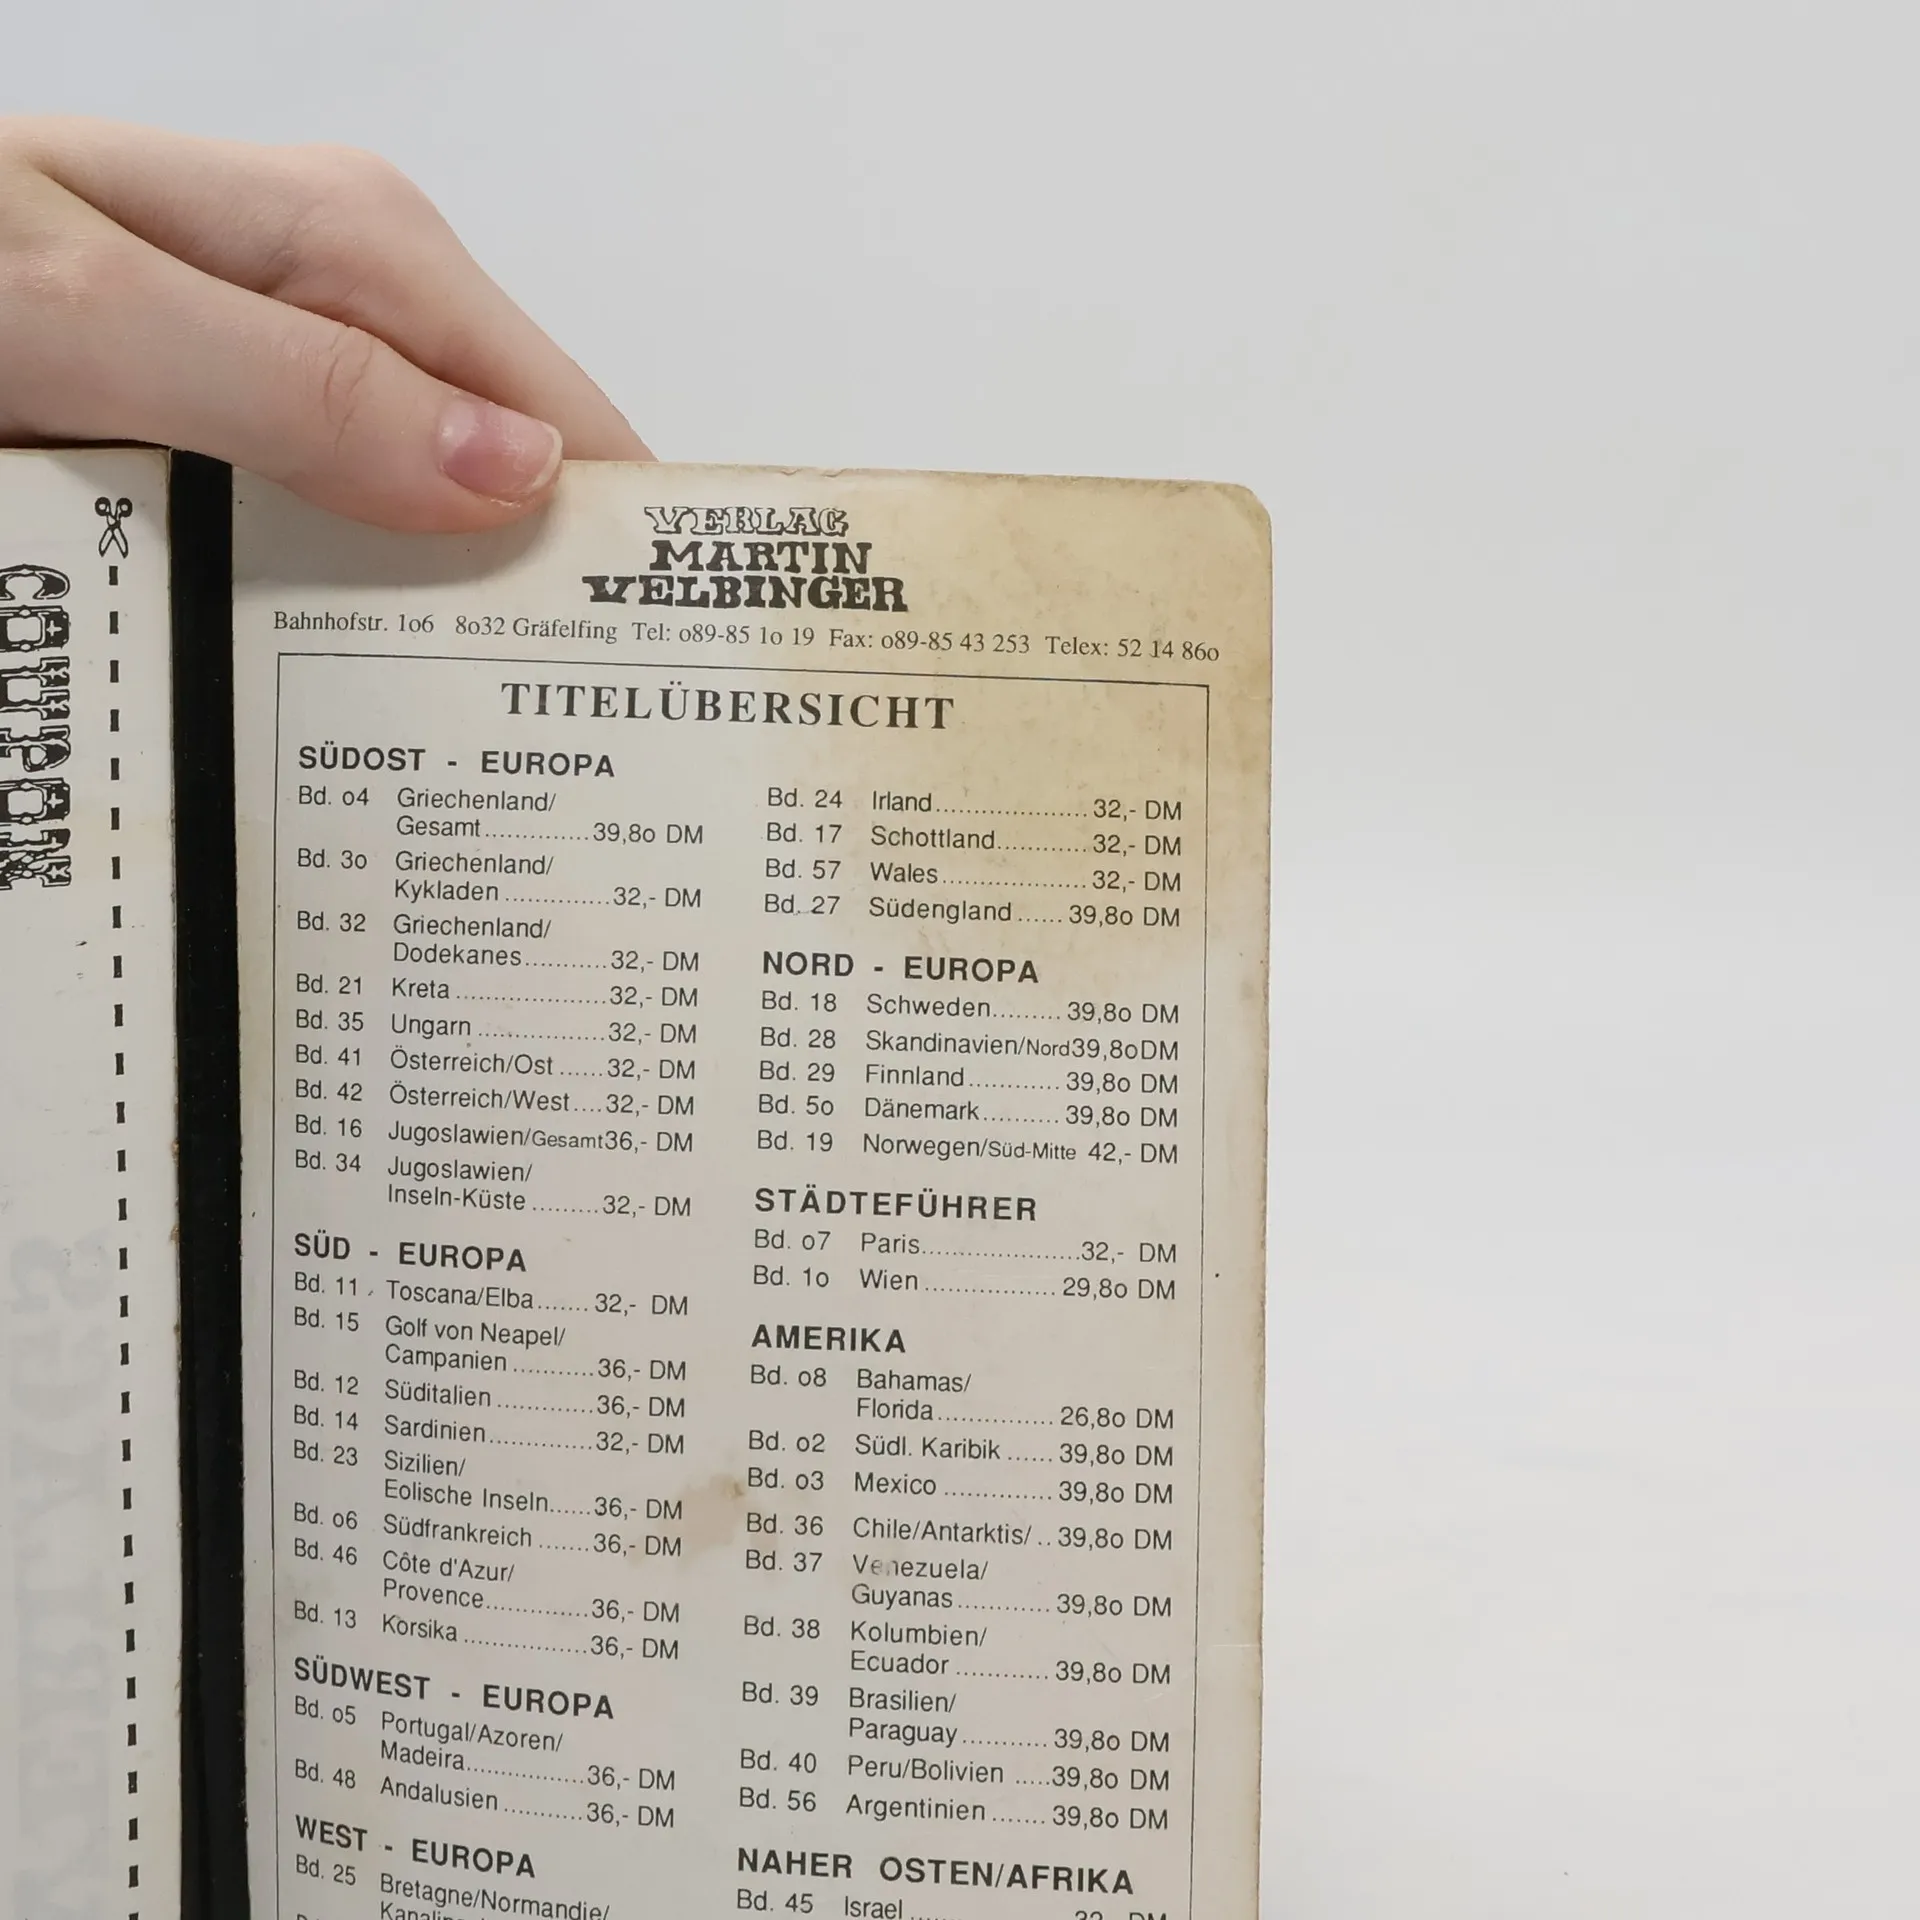 COUPON
VERLAG
MARTIN
VELBINGER
Bahnhofstr. 1o6 8o32 Gräfelfing Tel: o89-85 1o 19 Fax: o89-85 43 253 Telex: 52 14 86o
TITELÜBERSICHT
SÜDOST - EUROPA
Bd. o4 Griechenland/
Gesamt..............39,8o DM
Bd. 3o Griechenland/
Kykladen ..............32,- DM
Bd. 32 Griechenland/
Dodekanes...........32,- DM
Bd. 21 Kreta ....................32,- DM
Bd. 35 Ungarn .................32,- DM
Bd. 41 Österreich/Ost ......32,- DM
Bd. 42 Österreich/West....32,- DM
Bd. 16 Jugoslawien/Gesamt36,- DM
Bd. 34 Jugoslawien/
Inseln-Küste .........32,- DM
SÜD - EUROPA
Bd. 11 Toscana/Elba.......32,- DM
Bd. 15 Golf von Neapel/
Campanien ...........36,- DM
Bd. 12 Süditalien .............36,- DM
Bd. 14 Sardinien..............32,- DM
Bd. 23 Sizilien/
Eolische Inseln......36,- DM
Bd. o6 Südfrankreich .......36,- DM
Bd. 46 Côte d'Azur/
Provence..............36,- DM
Bd. 13 Korsika .................36,- DM
SÜDWEST - EUROPA
Bd. o5 Portugal/Azoren/
Madeira................36,- DM
Bd. 48 Andalusien ...........36,- DM
WEST - EUROPA
Bd. 25 Bretagne/Normandie/
Bd. 24 Irland.....................32,- DM
Bd. 17 Schottland............32,- DM
Bd. 57 Wales....................32,- DM
Bd. 27 Südengland ......39,8o DM
NORD - EUROPA
Bd. 18 Schweden.........39,8o DM
Bd. 28 Skandinavien/Nord39,8oDM
Bd. 29 Finnland............39,8o DM
Bd. 5o Dänemark..........39,8o DM
Bd. 19 Norwegen/Süd-Mitte 42,- DM
STÄDTEFÜHRER
Bd. o7 Paris......................32,- DM
Bd. 1o Wien ..................29,8o DM
AMERIKA
Bd. o8 Bahamas/
Florida................26,8o DM
Bd. o2 Südl. Karibik ......39,8o DM
Bd. o3 Mexico ...............39,8o DM
Bd. 36 Chile/Antarktis/ ..39,8o DM
Bd. 37 Venezuela/
Guyanas .............39,8o DM
Bd. 38 Kolumbien/
Ecuador .............39,8o DM
Bd. 39 Brasilien/
Paraguay............39,8o DM
Bd. 40 Peru/Bolivien .....39,8o DM
Bd. 56 Argentinien .......39,8o DM
NAHER OSTEN/AFRIKA
Bd. 45 Israel